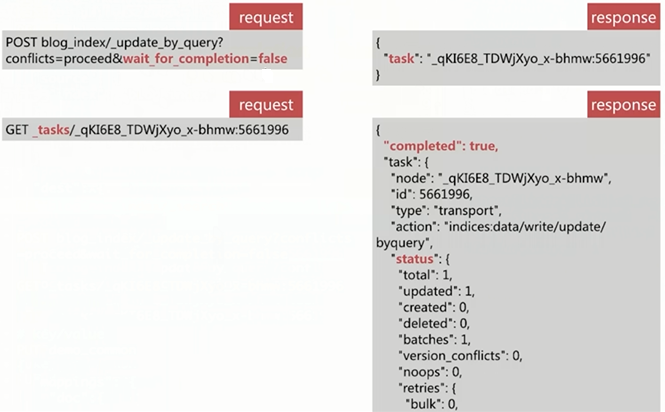 request
POST blog_index/_update_by_query?
conflicts=proceed&wait_for_completion=false
response
{
"task": "_qKI6E8_TDWjXyo_x-bhmw:5661996"
}
request
GET _tasks/_qKI6E8_TDWjXyo_x-bhmw:5661996
response
{
"completed": true,
"task": {
"node": "_qKI6E8_TDWjXyo_x-bhmw",
"id": 5661996,
"type": "transport",
"action": "indices:data/write/update/
byquery",
"status": {
"total": 1,
"updated": 1,
"created": 0,
"deleted": 0,
"batches": 1,
"version_conflicts": 0,
"noops": 0,
"retries": {
"bulk": 0,